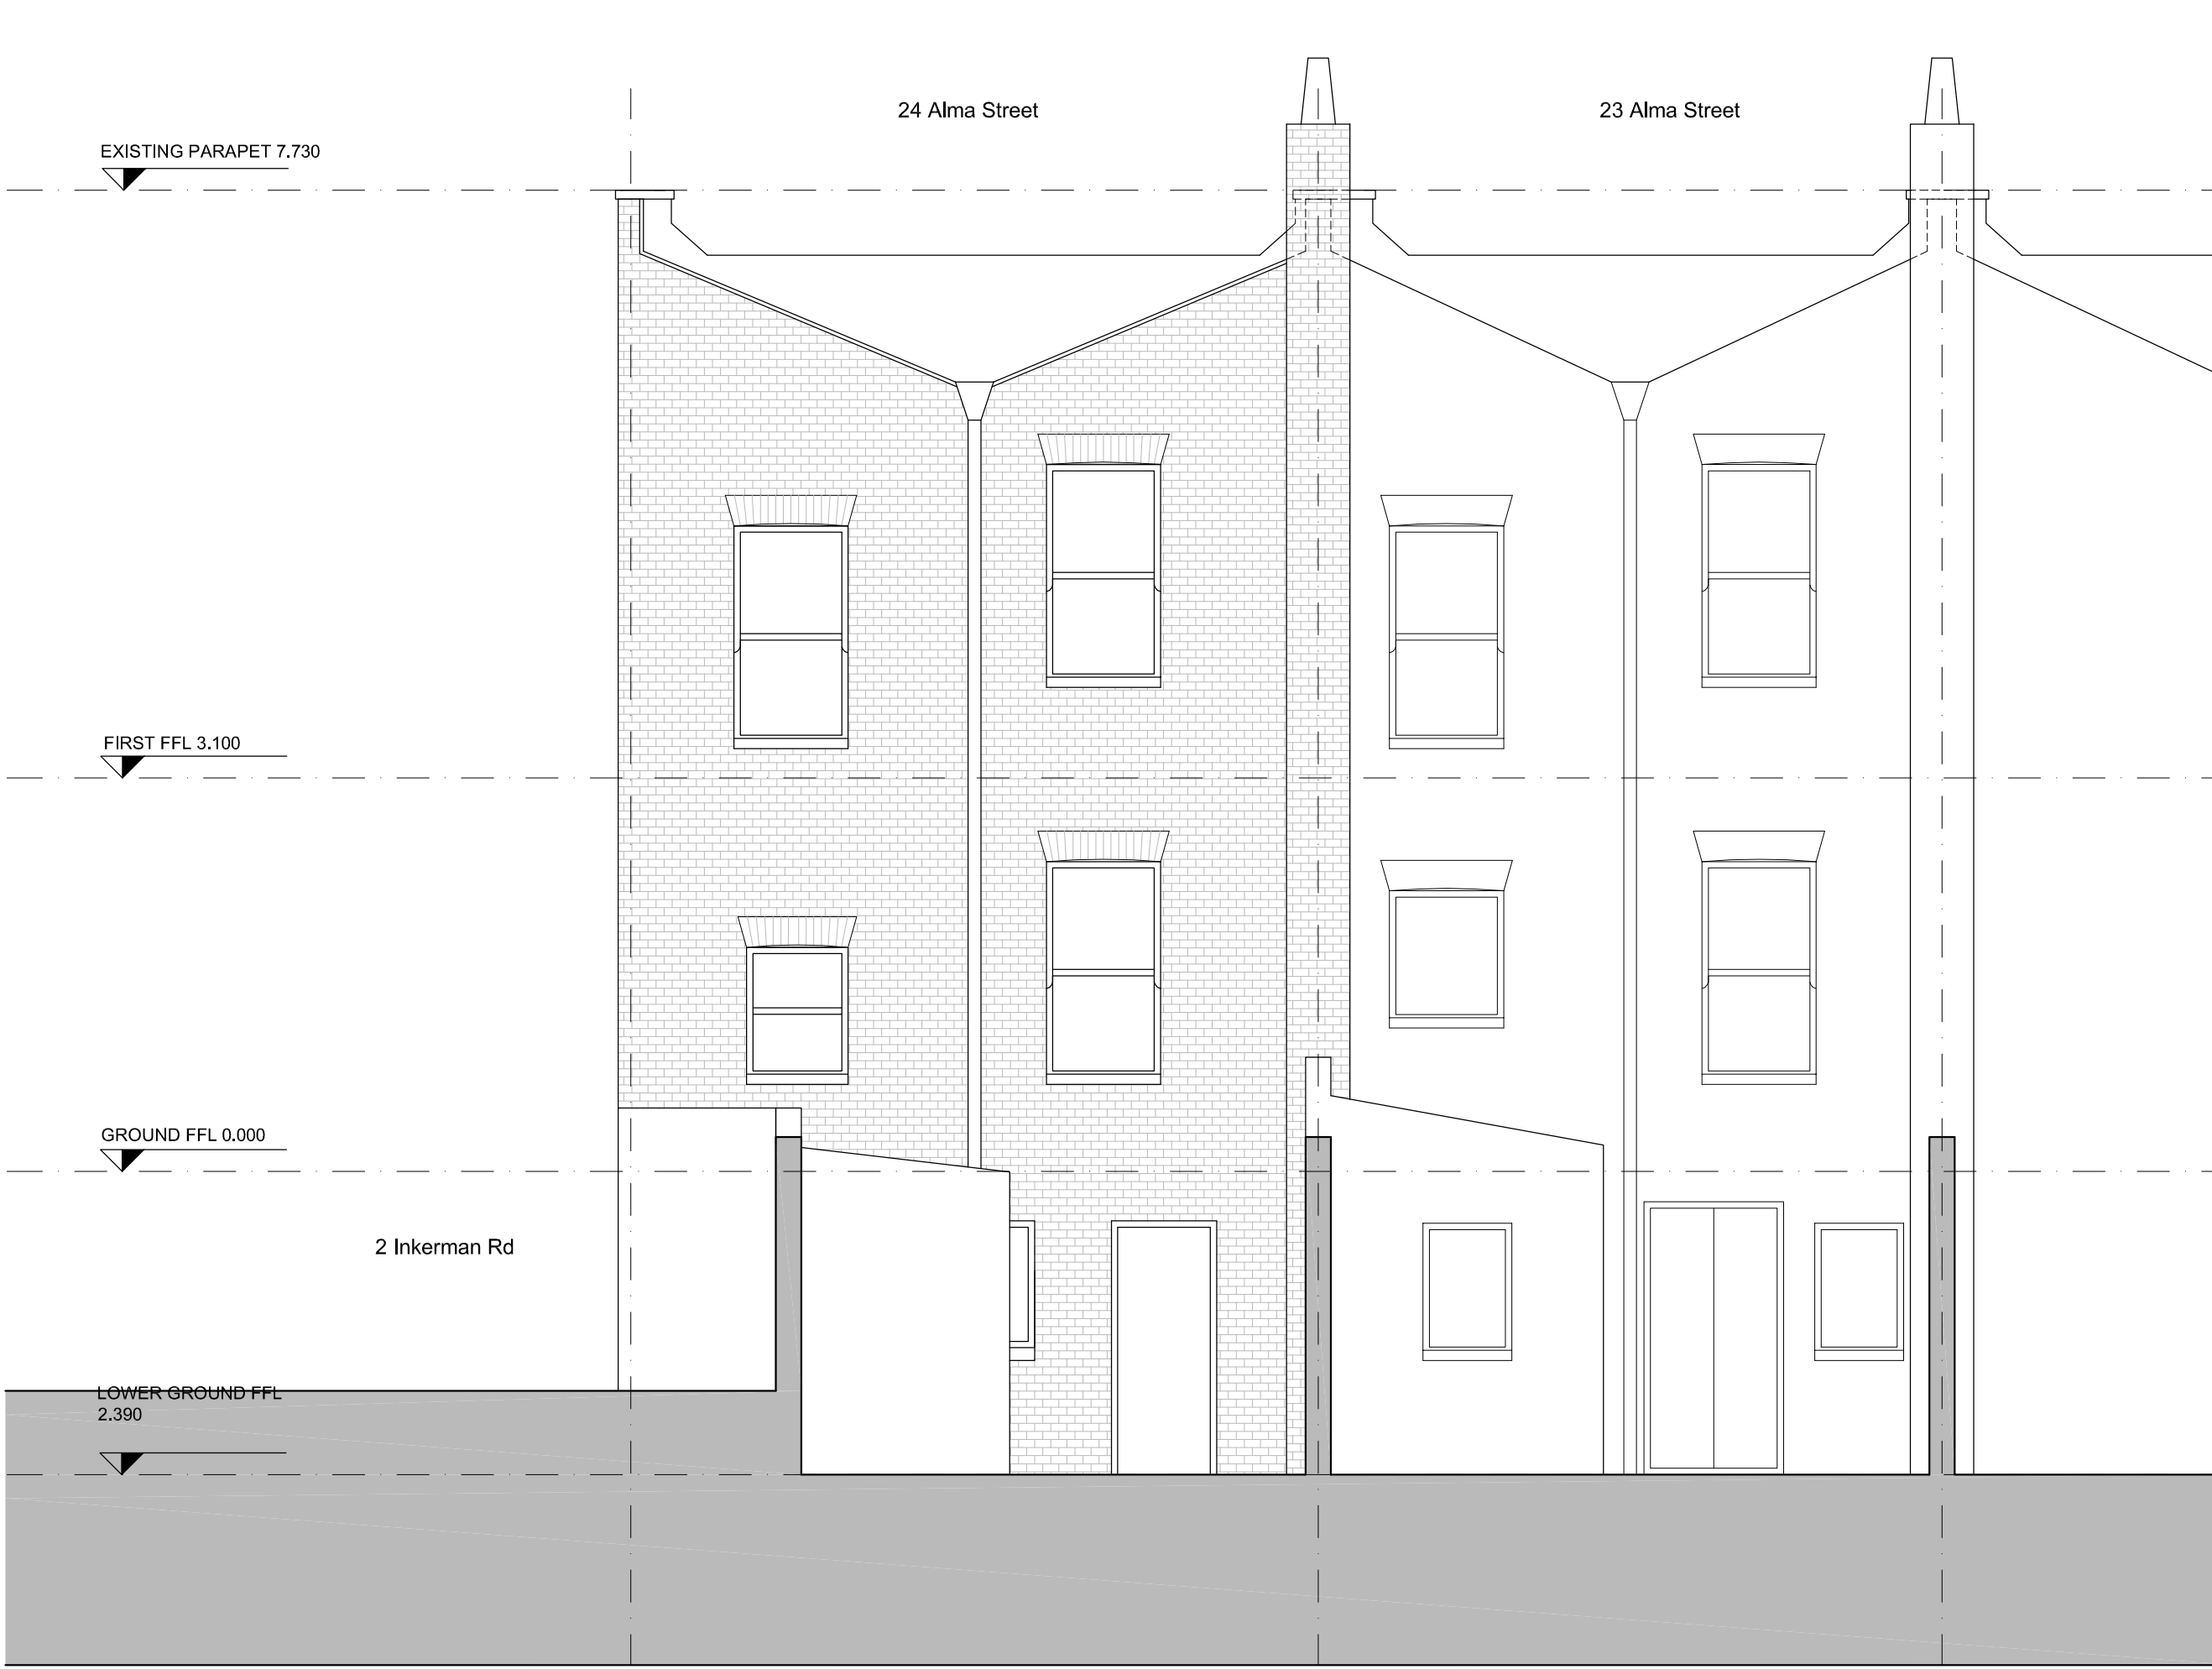 24 Alma Street
23 Alma Street
EXISTING PARAPET 7.730
FIRST FFL 3.100
GROUND FFL 0.000
2 Inkerman Rd
LOWER GROUND FFL
2.390